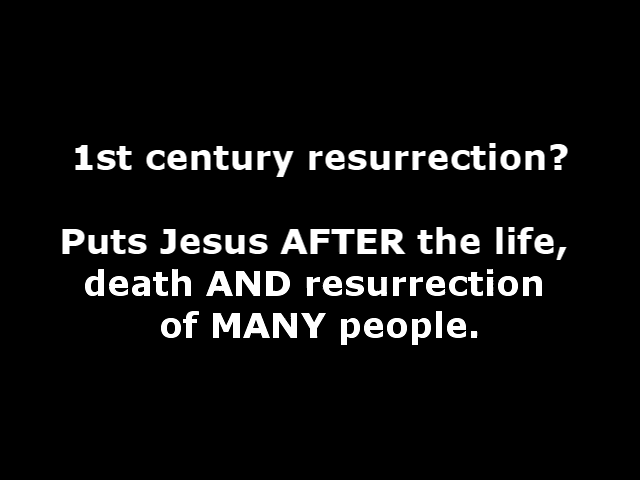 1st century resurrection?
Puts Jesus AFTER the life,
death AND resurrection
of MANY people.